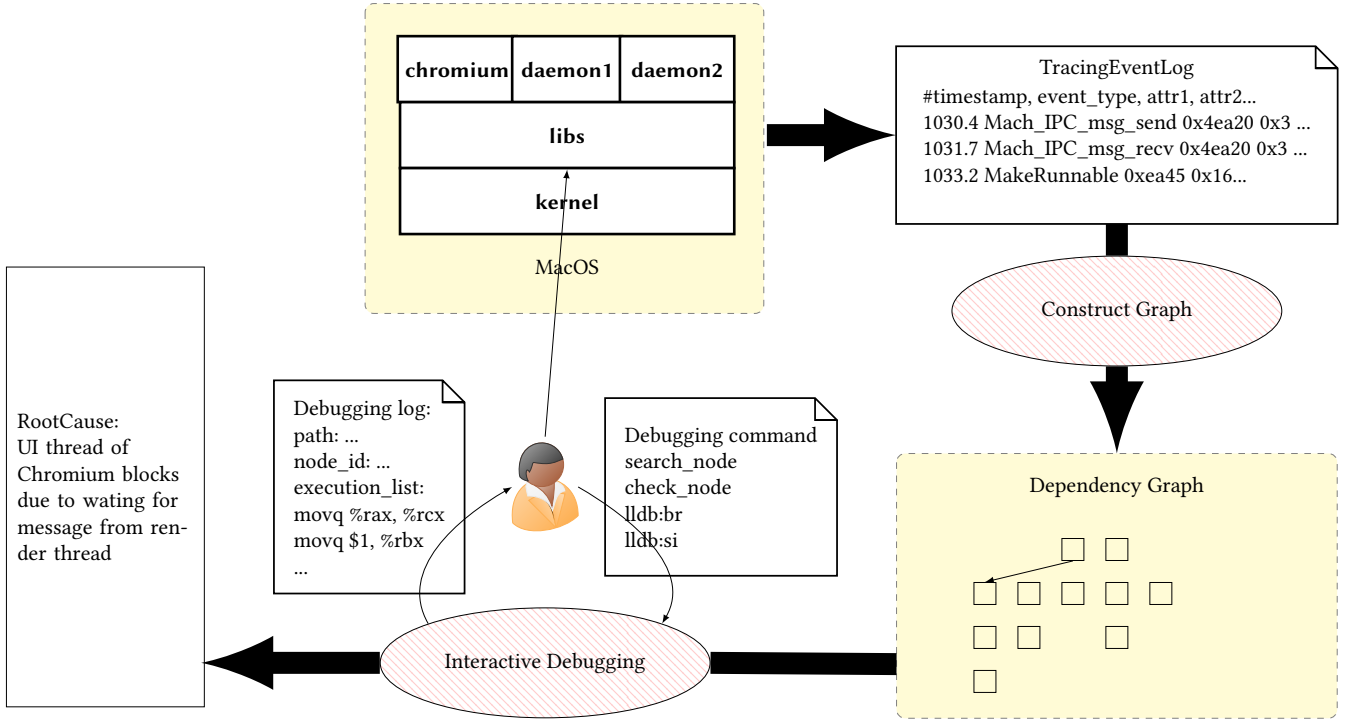 chromium daemon1 daemon2
libs
kernel
MacOS
TracingEventLog
#timestamp, event_type, attr1, attr2...
1030.4 Mach_IPC_msg_send 0x4ea20 0x3 ...
1031.7 Mach_IPC_msg_recv 0x4ea20 0x3 ...
1033.2 MakeRunnable 0xea45 0x16...
Construct Graph
Dependency Graph
Debugging command
search_node
check_node
lldb:br
lldb:si
Debugging log:
path: ...
node_id: ...
execution_list:
movq %rax, %rcx
movq $1, %rbx
...
Interactive Debugging
RootCause:
UI thread of
Chromium blocks
due to wating for
message from ren-
der thread